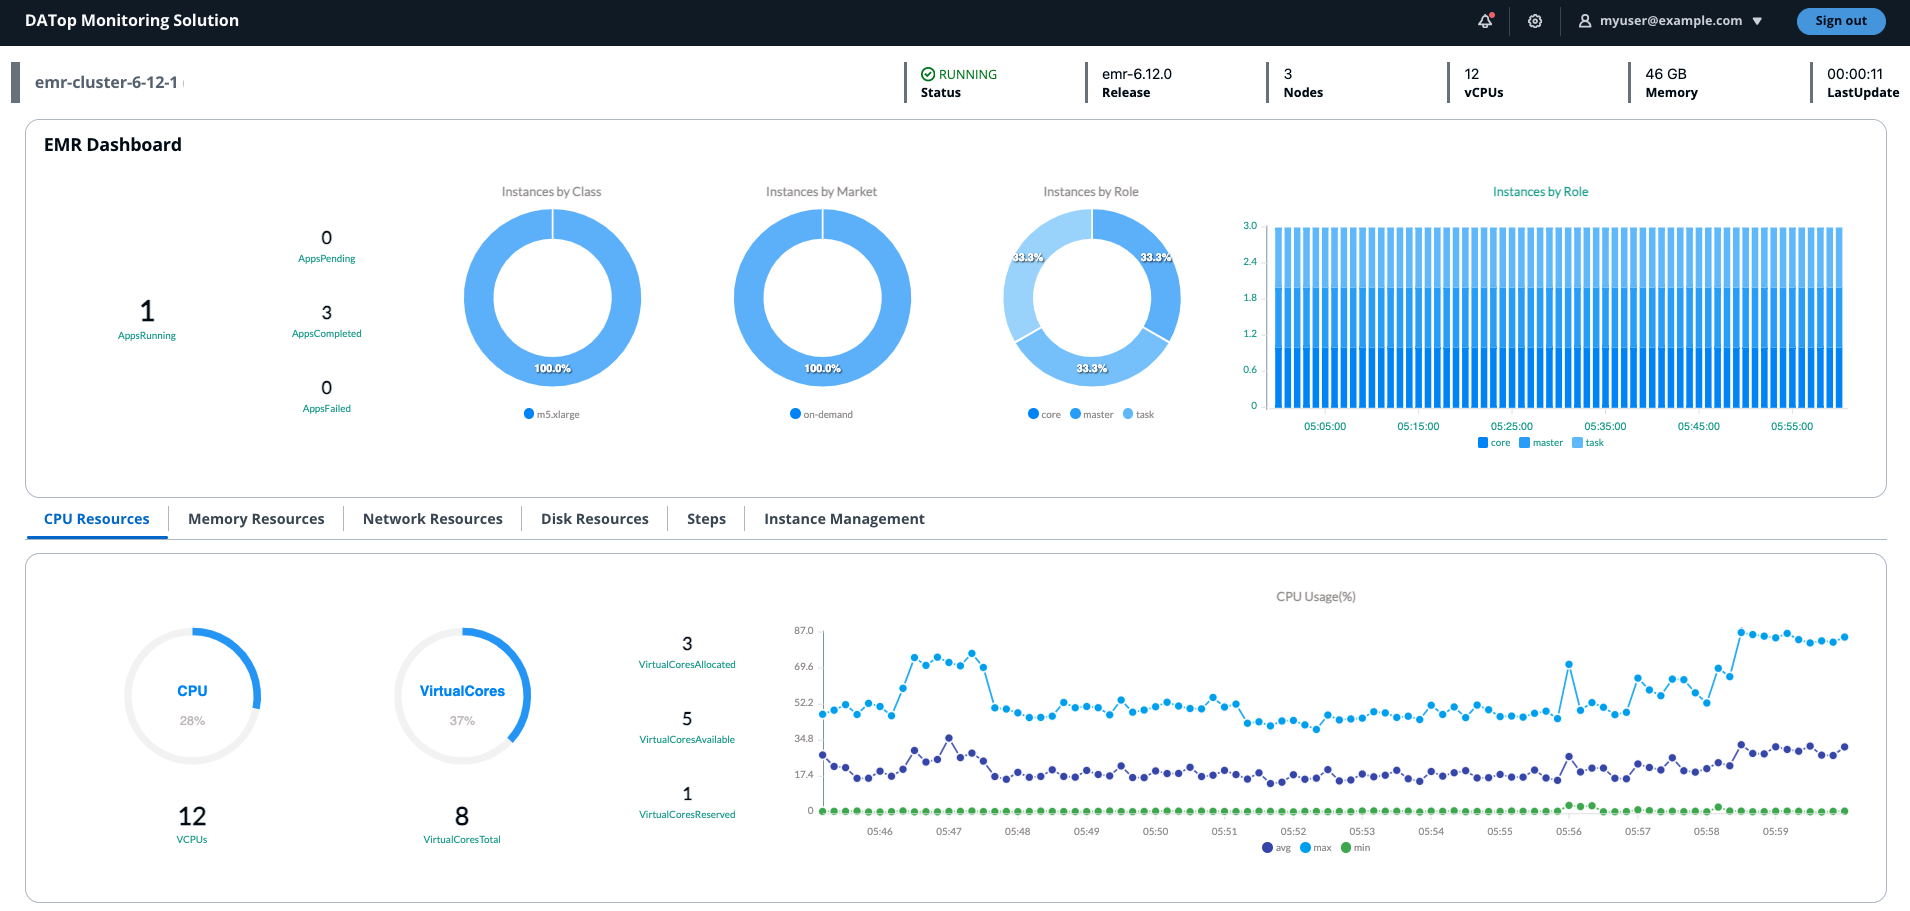 DATop Monitoring Solution
myuser@example.com
Sign out
emr-cluster-6-12-1
RUNNING
Status
emr-6.12.0
Release
3
Nodes
12
vCPUs
46 GB
Memory
00:00:11
LastUpdate
EMR Dashboard
1
AppsRunning
0
AppsPending
3
AppsCompleted
0
AppsFailed
Instances by Class
100.0%
m5.xlarge
Instances by Market
100.0%
on-demand
Instances by Role
33.3%
33.3%
33.3%
core master task
Instances by Role
3.0
2.4
1.8
1.2
0.6
0
05:05:00 05:15:00 05:25:00 05:35:00 05:45:00 05:55:00
core master task
CPU Resources
Memory Resources
Network Resources
Disk Resources
Steps
Instance Management
CPU
28%
12
VCPUs
VirtualCores
37%
8
VirtualCoresTotal
3
VirtualCoresAllocated
5
VirtualCoresAvailable
1
VirtualCoresReserved
CPU Usage(%)
87.0
69.6
52.2
34.8
17.4
0
05:46 05:47 05:48 05:49 05:50 05:51 05:52 05:53 05:54 05:55 05:56 05:57 05:58 05:59
avg max min